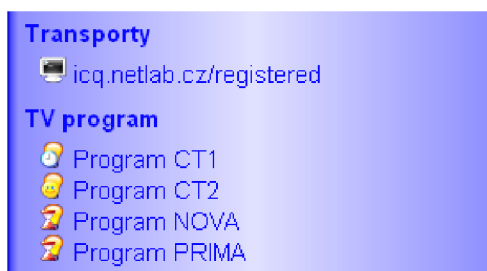 Transporty
icq.netlab.cz/registered
TV program
Program CT1
Program CT2
Program NOVA
Program PRIMA